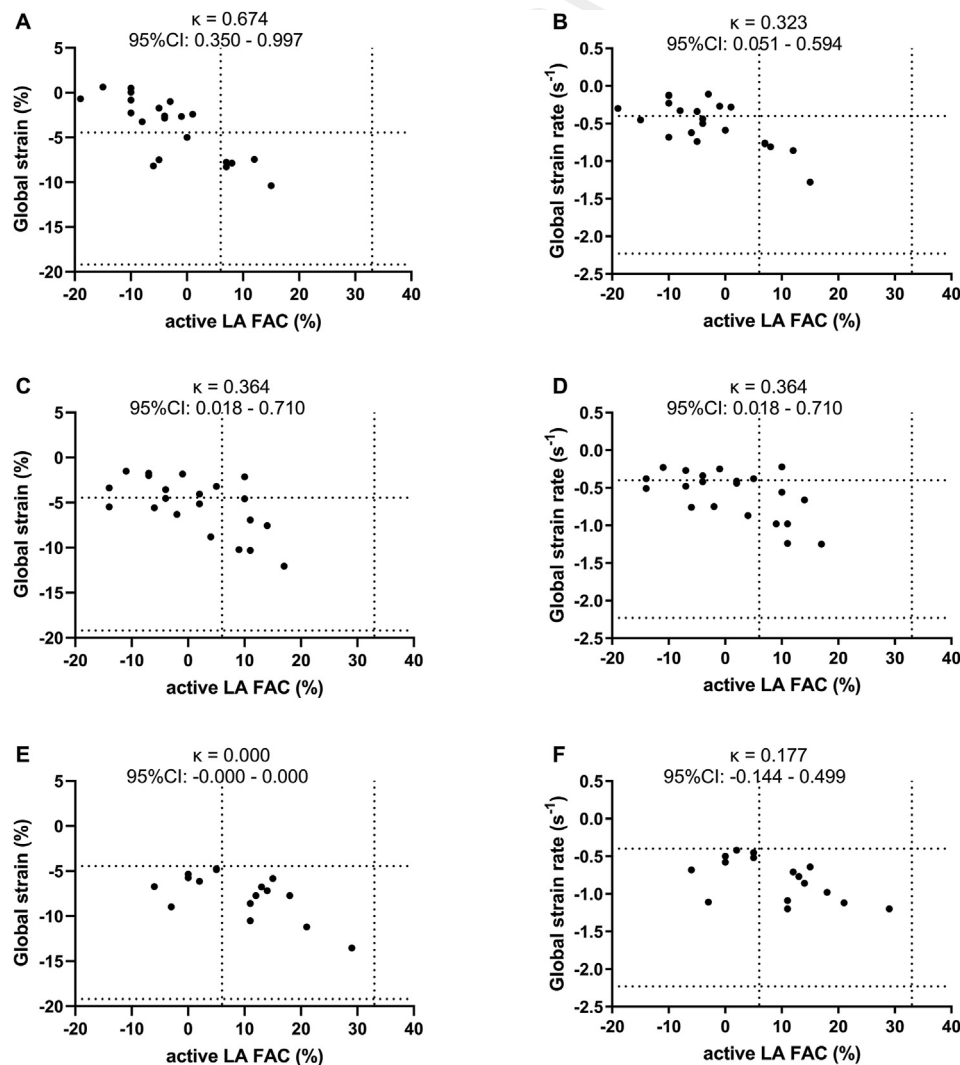 A
κ = 0.674
95%CI: 0.350 - 0.997
Global strain (%)
5
0
-5
-10
-15
-20
-20 -10 0 10 20 30 40
active LA FAC (%)
B
κ = 0.323
95%CI: 0.051 - 0.594
Global strain rate (s⁻¹)
0.5
0.0
-0.5
-1.0
-1.5
-2.0
-2.5
-20 -10 0 10 20 30 40
active LA FAC (%)
C
κ = 0.364
95%CI: 0.018 - 0.710
Global strain (%)
5
0
-5
-10
-15
-20
-20 -10 0 10 20 30 40
active LA FAC (%)
D
κ = 0.364
95%CI: 0.018 - 0.710
Global strain rate (s⁻¹)
0.5
0.0
-0.5
-1.0
-1.5
-2.0
-2.5
-20 -10 0 10 20 30 40
active LA FAC (%)
E
κ = 0.000
95%CI: -0.000 - 0.000
Global strain (%)
5
0
-5
-10
-15
-20
-20 -10 0 10 20 30 40
active LA FAC (%)
F
κ = 0.177
95%CI: -0.144 - 0.499
Global strain rate (s⁻¹)
0.5
0.0
-0.5
-1.0
-1.5
-2.0
-2.5
-20 -10 0 10 20 30 40
active LA FAC (%)